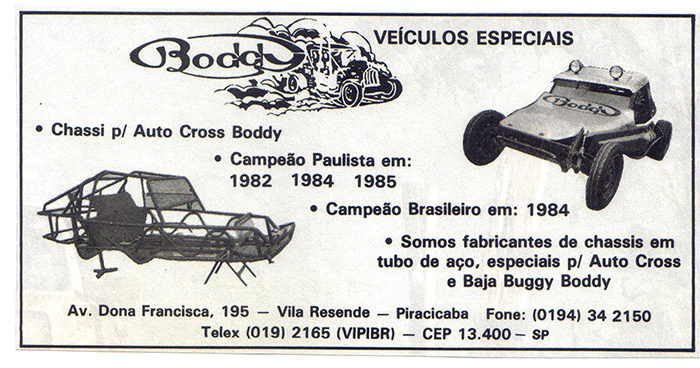 Boddy
VEÍCULOS ESPECIAIS
Boddy
• Chassi p/ Auto Cross Boddy
• Campeão Paulista em:
1982 1984 1985
• Campeão Brasileiro em: 1984
• Somos fabricantes de chassis em
tubo de aço, especiais p/ Auto Cross
e Baja Buggy Boddy
Av. Dona Francisca, 195 — Vila Resende — Piracicaba Fone: (0194) 34 2150
Telex (019) 2165 (VIPIBR) — CEP 13.400 — SP